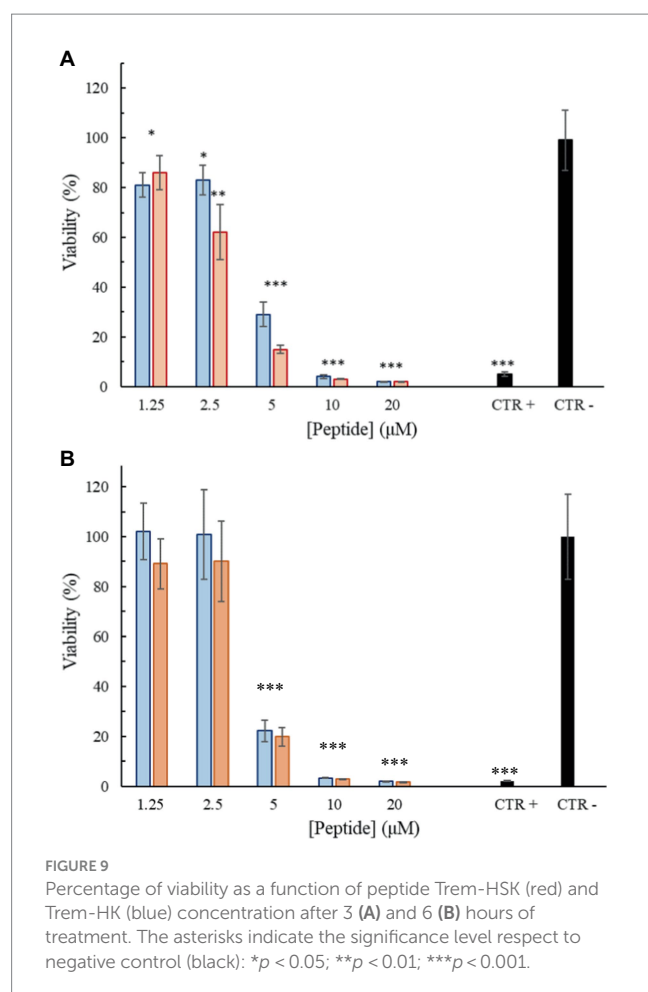 A
120
100
80
60
40
20
0
Viability (%)
* * **
***
*** *** ***
1.25 2.5 5 10 20 CTR + CTR -
[Peptide] (μM)
B
120
100
80
60
40
20
0
Viability (%)
***
*** *** ***
1.25 2.5 5 10 20 CTR + CTR -
[Peptide] (μM)
FIGURE 9
Percentage of viability as a function of peptide Trem-HSK (red) and
Trem-HK (blue) concentration after 3 (A) and 6 (B) hours of
treatment. The asterisks indicate the significance level respect to
negative control (black): *p < 0.05; **p < 0.01; ***p < 0.001.